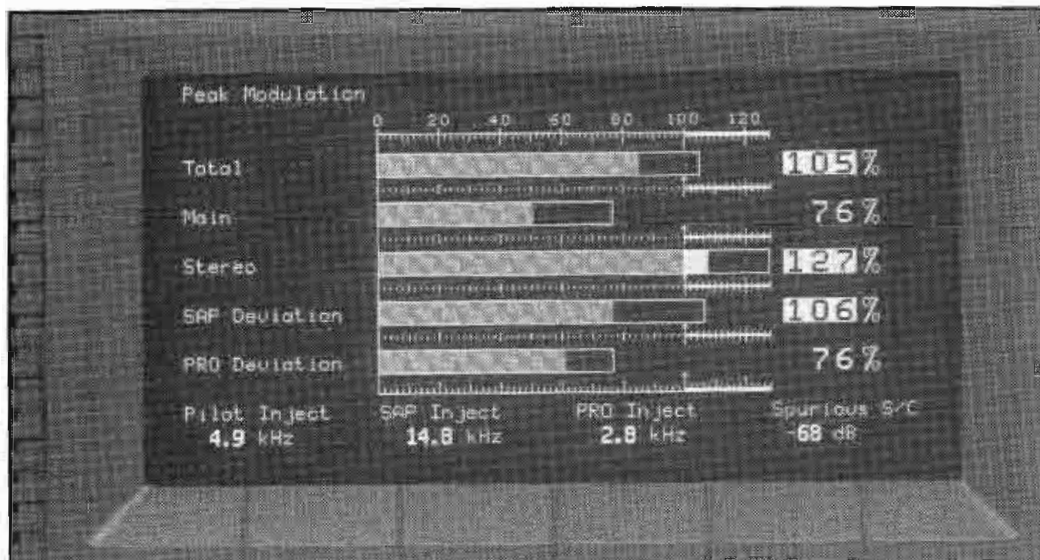 Peak Modulation
0 20 40 60 80 100 120
Total 105%
Main 76%
Stereo 127%
SAP Deviation 106%
PRO Deviation 76%
Pilot Inject SAP Inject PRO Inject Spurious S/C
4.9 kHz 14.8 kHz 2.8 kHz -68 dB